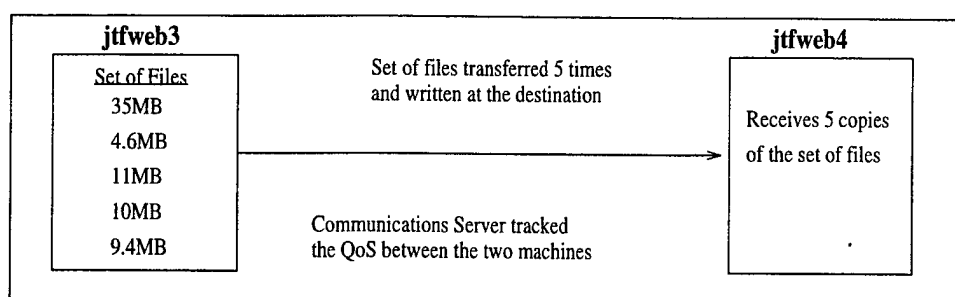 jtfweb3
Set of Files
35MB
4.6MB
11MB
10MB
9.4MB
Set of files transferred 5 times
and written at the destination
Communications Server tracked
the QoS between the two machines
jtfweb4
Receives 5 copies
of the set of files